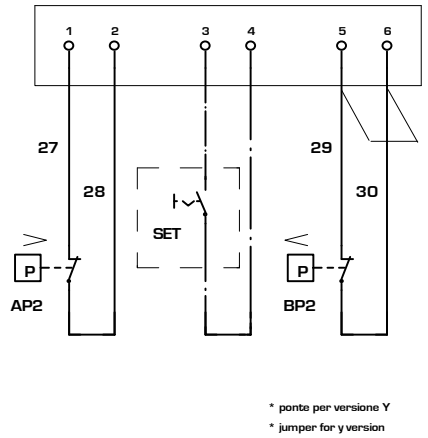 1 2 3 4 5 6
27 29
28 30
SET
> <
P P
AP2 BP2
* ponte per versione Y
* jumper for y version